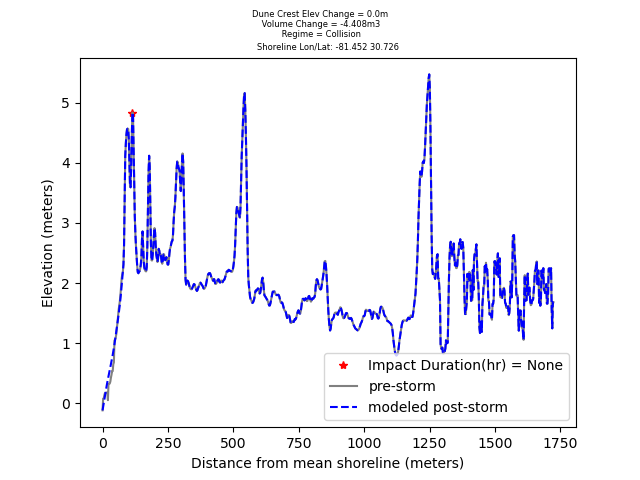 Dune Crest Elev Change = 0.0m
Volume Change = -4.408m3
Regime = Collision
Shoreline Lon/Lat: -81.452 30.726
5
4
3
2
1
0
Elevation (meters)
Impact Duration(hr) = None
pre-storm
modeled post-storm
0 250 500 750 1000 1250 1500 1750
Distance from mean shoreline (meters)